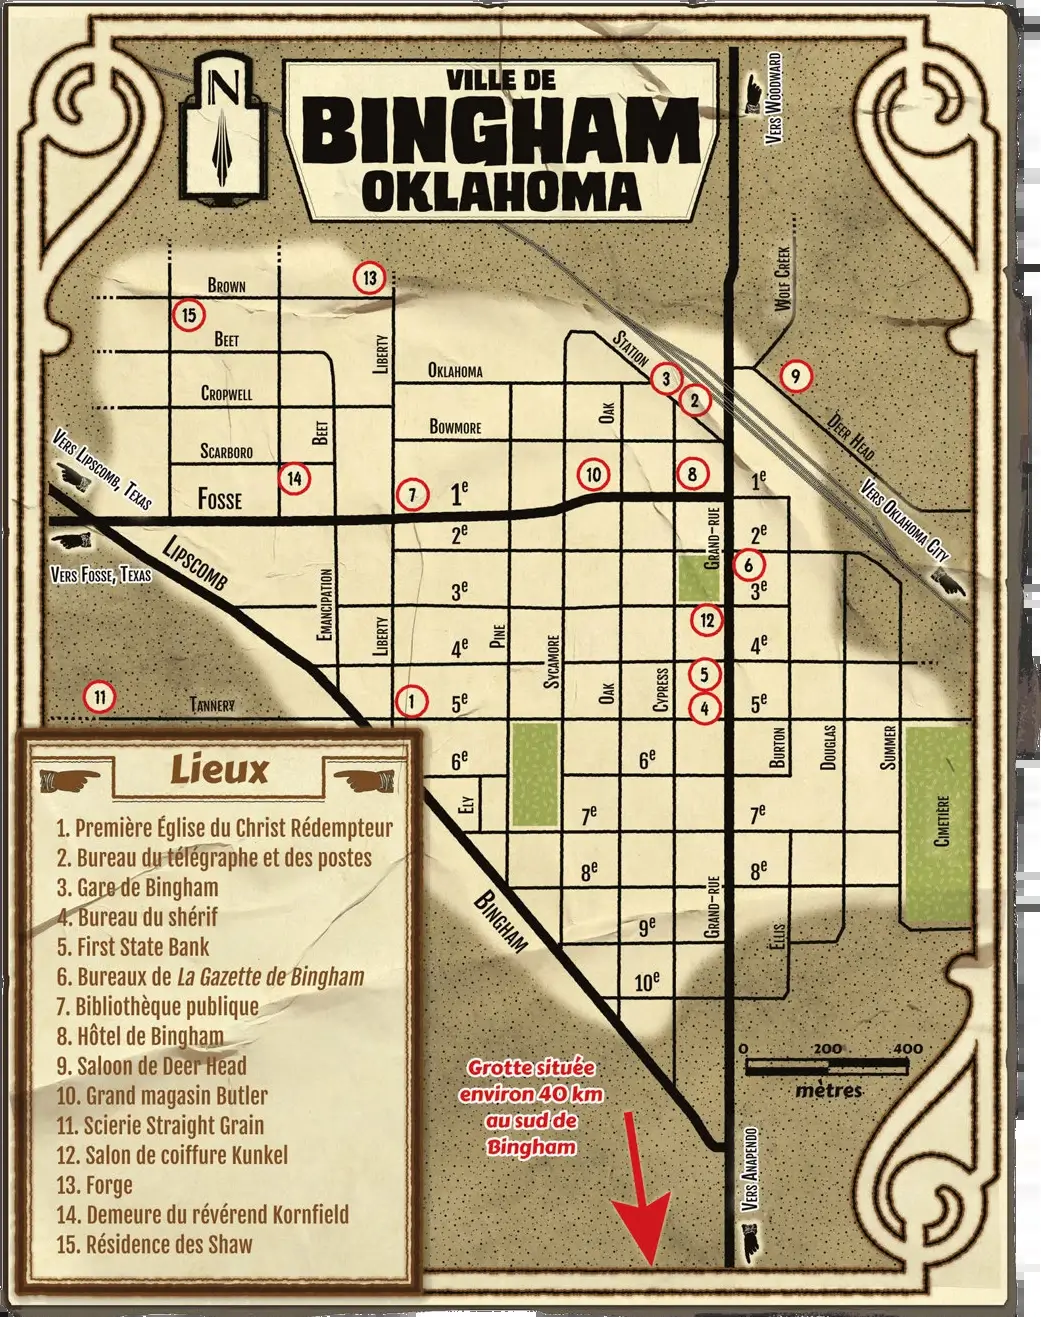 N
VILLE DE
BINGHAM
OKLAHOMA
VERS WOODWARD
WOLF CREEK
13
BROWN
15
BEET
LIBERTY
STATION
OKLAHOMA
3
9
CROPWELL
2
OAK
BEET
BOWMORE
DEER HEAD
SCARBORO
VERS LIPSCOMB, TEXAS
14
10
8
1e
7
1e
FOSSE
VERS OKLAHOMA CITY
2e
GRAND-RUE
2e
LIPSCOMB
VERS FOSSE, TEXAS
6
3e
3e
EMANCIPATION
12
LIBERTY
PINE
4e
4e
SYCAMORE
5
11
OAK
CYPRESS
TANNERY
1
5e
4
5e
BURTON
DOUGLAS
SUMMER
6e
6e
ELY
7e
7e
CIMETIÈRE
8e
8e
GRAND-RUE
BINGHAM
9e
ELLIS
10e
Lieux
1. Première Église du Christ Rédempteur
2. Bureau du télégraphe et des postes
3. Gare de Bingham
4. Bureau du shérif
5. First State Bank
6. Bureaux de La Gazette de Bingham
7. Bibliothèque publique
8. Hôtel de Bingham
9. Saloon de Deer Head
10. Grand magasin Butler
11. Scierie Straight Grain
12. Salon de coiffure Kunkel
13. Forge
14. Demeure du révérend Kornfield
15. Résidence des Shaw
0 200 400
mètres
Grotte située
environ 40 km
au sud de
Bingham
VERS ANAPENDO